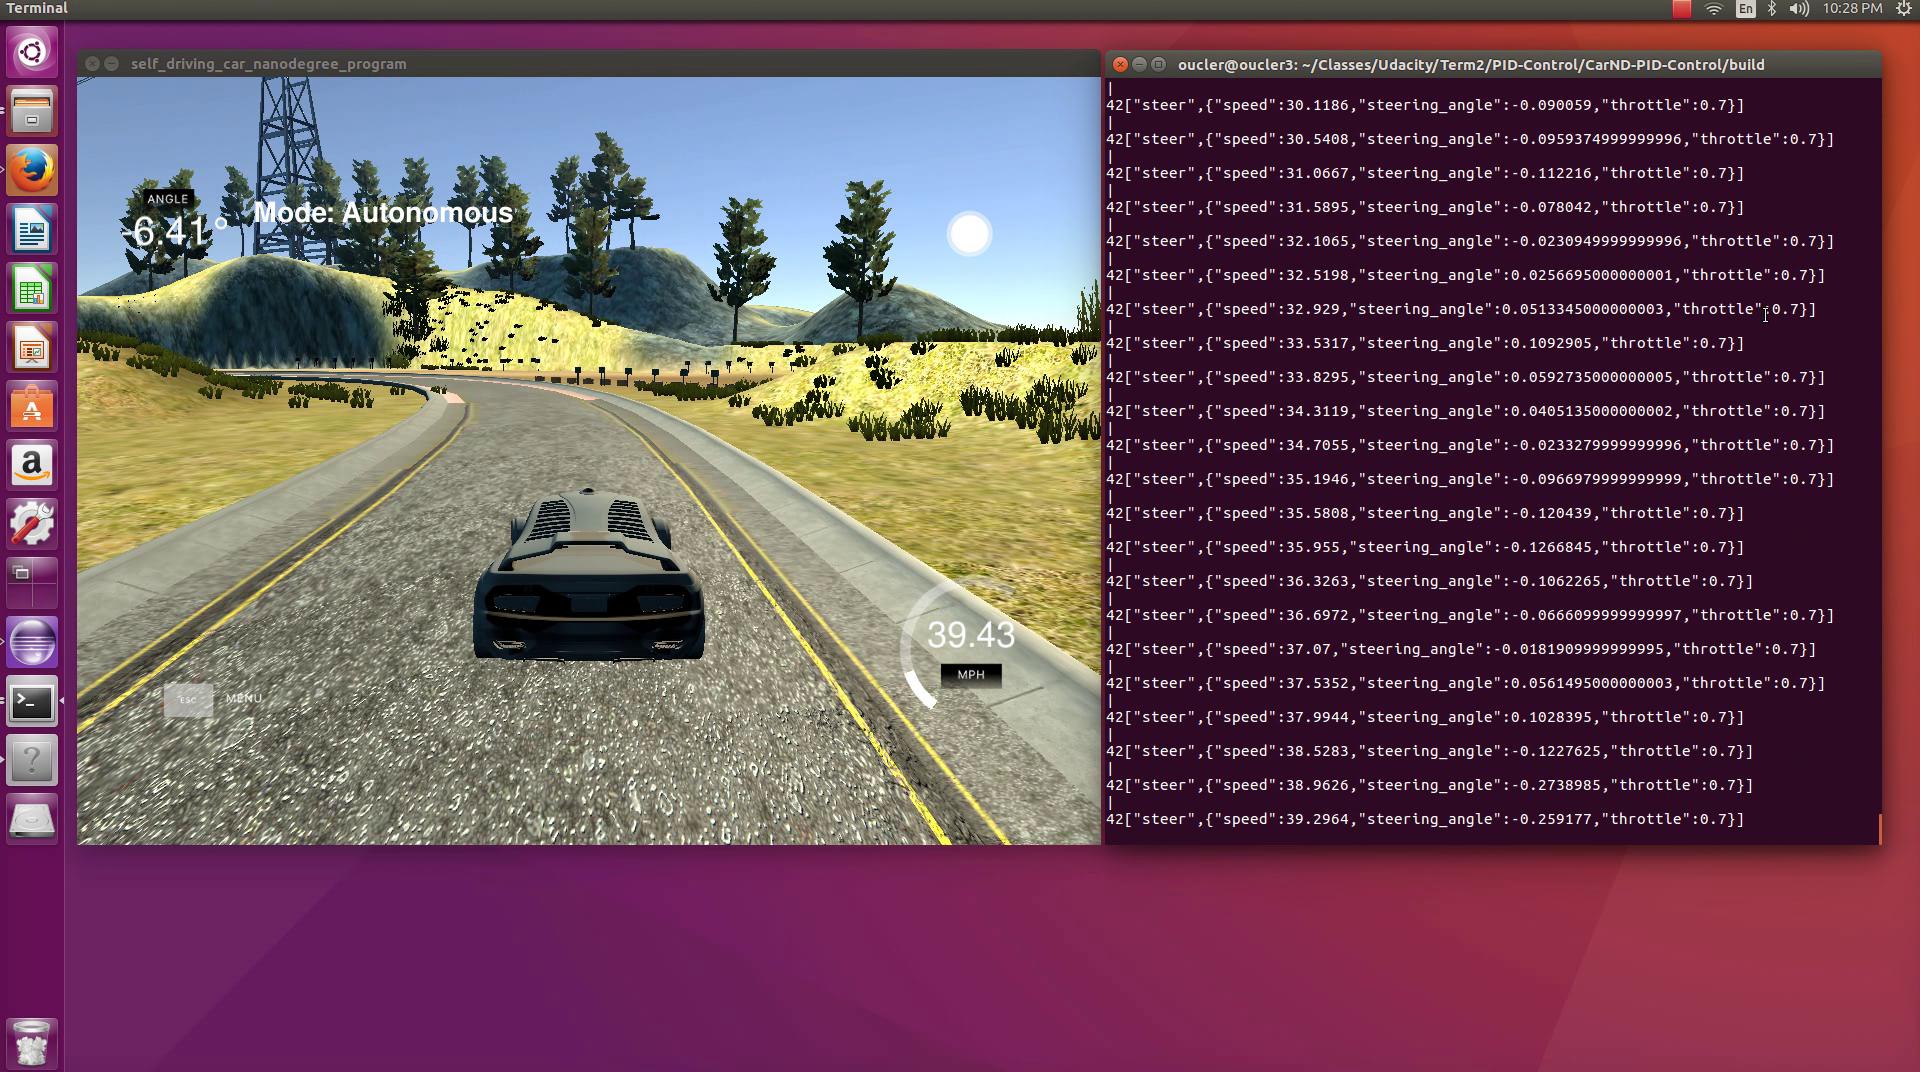 Terminal
En
10:28 PM
self_driving_car_nanodegree_program
ANGLE
-6.41°
Mode: Autonomous
39.43
MPH
ESC
MENU
a
>_
?
oucler@oucler3: ~/Classes/Udacity/Term2/PID-Control/CarND-PID-Control/build
|
42["steer",{"speed":30.1186,"steering_angle":-0.090059,"throttle":0.7}]
|
42["steer",{"speed":30.5408,"steering_angle":-0.0959374999999996,"throttle":0.7}]
|
42["steer",{"speed":31.0667,"steering_angle":-0.112216,"throttle":0.7}]
|
42["steer",{"speed":31.5895,"steering_angle":-0.078042,"throttle":0.7}]
|
42["steer",{"speed":32.1065,"steering_angle":-0.0230949999999996,"throttle":0.7}]
|
42["steer",{"speed":32.5198,"steering_angle":0.0256695000000001,"throttle":0.7}]
|
42["steer",{"speed":32.929,"steering_angle":0.0513345000000003,"throttle":0.7}]
|
42["steer",{"speed":33.5317,"steering_angle":0.1092905,"throttle":0.7}]
|
42["steer",{"speed":33.8295,"steering_angle":0.0592735000000005,"throttle":0.7}]
|
42["steer",{"speed":34.3119,"steering_angle":0.0405135000000002,"throttle":0.7}]
|
42["steer",{"speed":34.7055,"steering_angle":-0.0233279999999996,"throttle":0.7}]
|
42["steer",{"speed":35.1946,"steering_angle":-0.0966979999999999,"throttle":0.7}]
|
42["steer",{"speed":35.5808,"steering_angle":-0.120439,"throttle":0.7}]
|
42["steer",{"speed":35.955,"steering_angle":-0.1266845,"throttle":0.7}]
|
42["steer",{"speed":36.3263,"steering_angle":-0.1062265,"throttle":0.7}]
|
42["steer",{"speed":36.6972,"steering_angle":-0.0666099999999997,"throttle":0.7}]
|
42["steer",{"speed":37.07,"steering_angle":-0.0181909999999995,"throttle":0.7}]
|
42["steer",{"speed":37.5352,"steering_angle":0.0561495000000003,"throttle":0.7}]
|
42["steer",{"speed":37.9944,"steering_angle":0.1028395,"throttle":0.7}]
|
42["steer",{"speed":38.5283,"steering_angle":-0.1227625,"throttle":0.7}]
|
42["steer",{"speed":38.9626,"steering_angle":-0.2738985,"throttle":0.7}]
|
42["steer",{"speed":39.2964,"steering_angle":-0.259177,"throttle":0.7}]